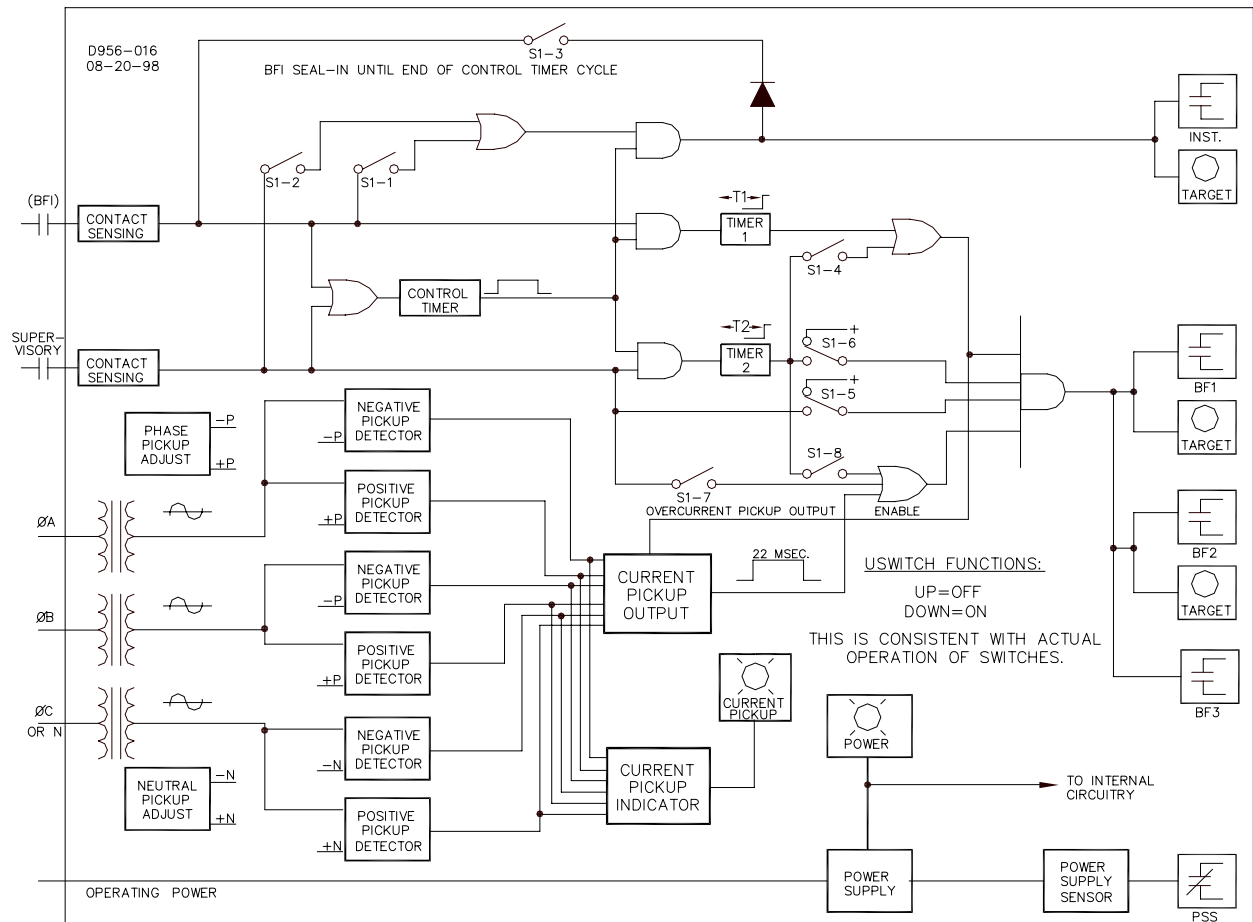 D956-016
08-20-98
S1-3
BFI SEAL-IN UNTIL END OF CONTROL TIMER CYCLE
INST.
S1-2
S1-1
TARGET
(BFI)
CONTACT
SENSING
T1
TIMER
1
S1-4
CONTROL
TIMER
SUPER-
VISORY
CONTACT
SENSING
T2
TIMER
2
+
S1-6
+
S1-5
BF1
PHASE
PICKUP
ADJUST
-P
+P
NEGATIVE
PICKUP
DETECTOR
-P
TARGET
S1-8
S1-7
POSITIVE
PICKUP
DETECTOR
+P
OVERCURRENT PICKUP OUTPUT
ENABLE
ØA
BF2
NEGATIVE
PICKUP
DETECTOR
-P
CURRENT
PICKUP
OUTPUT
22 MSEC.
USWITCH FUNCTIONS:
UP=OFF
DOWN=ON
THIS IS CONSISTENT WITH ACTUAL
OPERATION OF SWITCHES.
TARGET
ØB
POSITIVE
PICKUP
DETECTOR
+P
CURRENT
PICKUP
BF3
ØC
OR N
NEGATIVE
PICKUP
DETECTOR
-N
POWER
NEUTRAL
PICKUP
ADJUST
-N
+N
CURRENT
PICKUP
INDICATOR
TO INTERNAL
CIRCUITRY
POSITIVE
PICKUP
DETECTOR
+N
OPERATING POWER
POWER
SUPPLY
POWER
SUPPLY
SENSOR
PSS